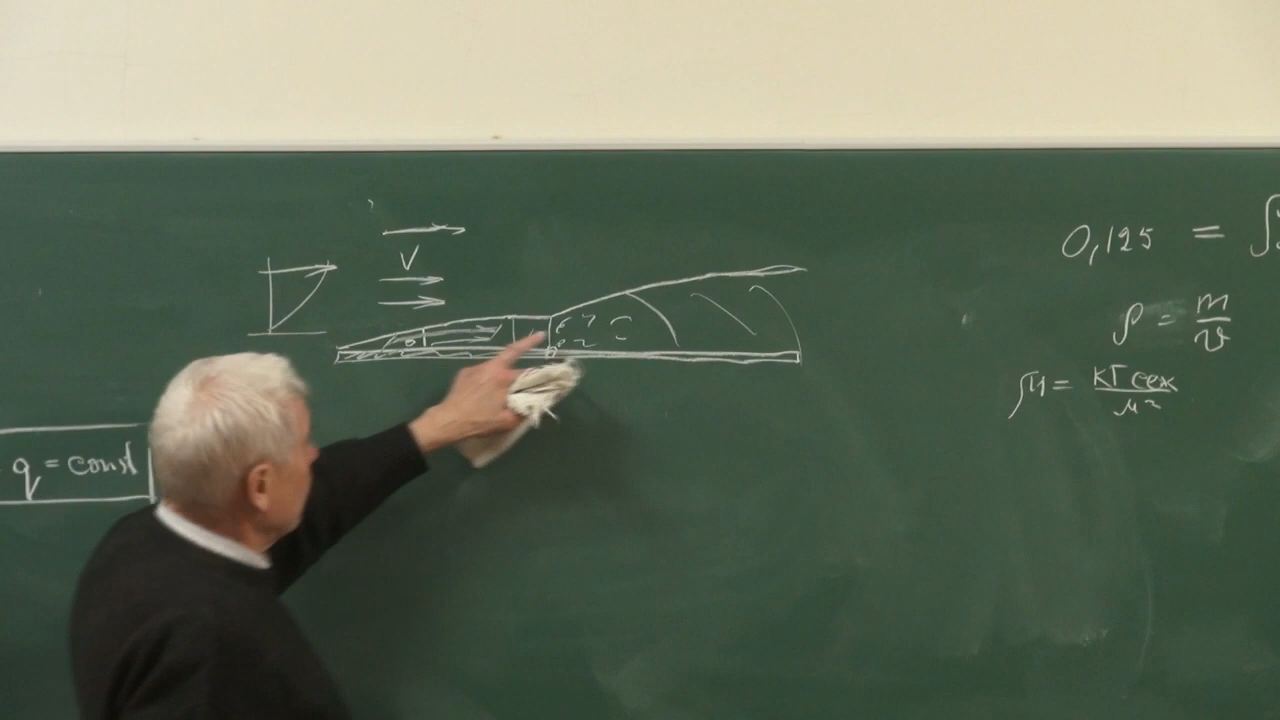 V
q = const
0,125 = ∫
ρ = m/v
μ = кГ сек/м²